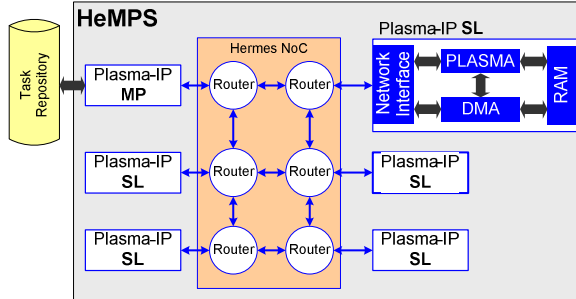 HeMPS
Plasma-IP SL
Hermes NoC
Task
Repository
Plasma-IP
MP
Router
Router
Network
Interface
PLASMA
DMA
RAM
Plasma-IP
SL
Router
Router
Plasma-IP
SL
Plasma-IP
SL
Router
Router
Plasma-IP
SL